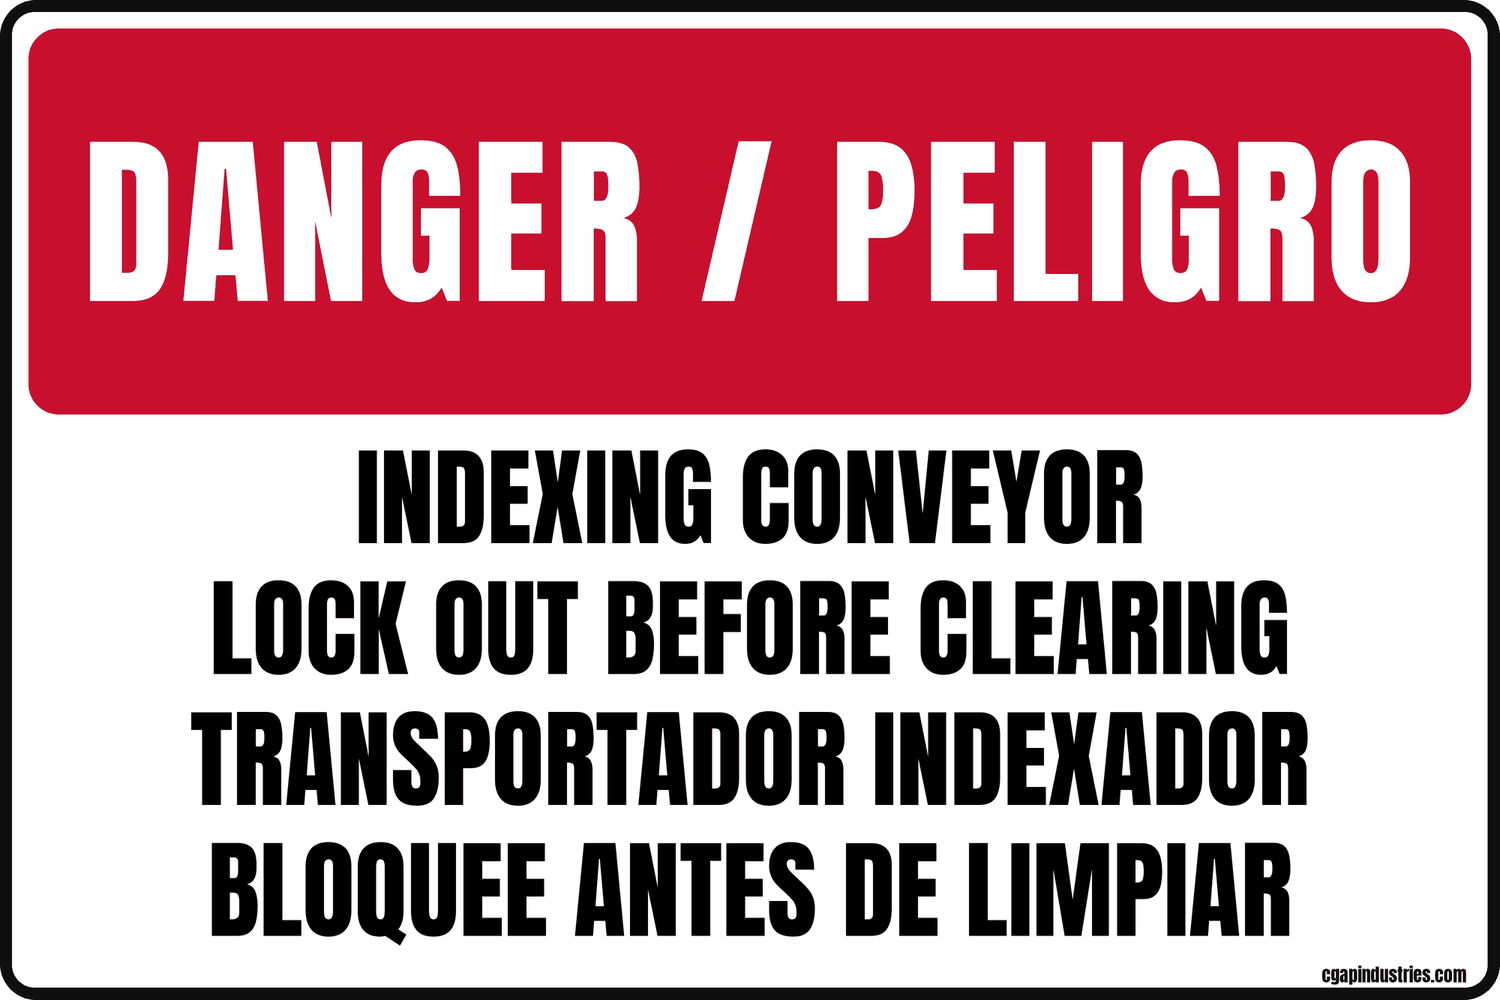 DANGER / PELIGRO
INDEXING CONVEYOR
LOCK OUT BEFORE CLEARING
TRANSPORTADOR INDEXADOR
BLOQUEE ANTES DE LIMPIAR
cgapindustries.com